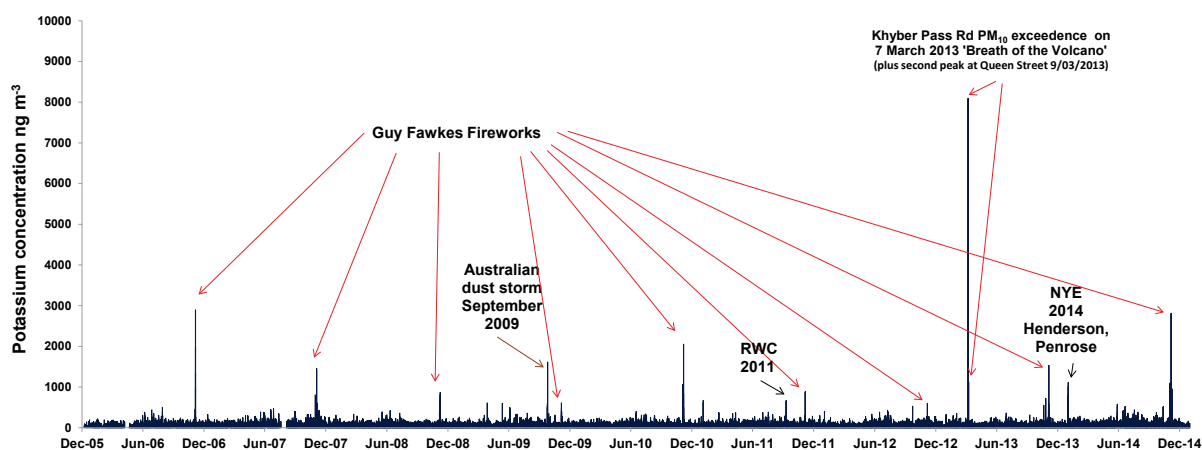 10000
9000
8000
7000
6000
5000
4000
3000
2000
1000
0
Potassium concentration ng m⁻³
Khyber Pass Rd PM₁₀ exceedence on
7 March 2013 'Breath of the Volcano'
(plus second peak at Queen Street 9/03/2013)
Guy Fawkes Fireworks
Australian
dust storm
September
2009
RWC
2011
NYE
2014
Henderson,
Penrose
Dec-05
Jun-06
Dec-06
Jun-07
Dec-07
Jun-08
Dec-08
Jun-09
Dec-09
Jun-10
Dec-10
Jun-11
Dec-11
Jun-12
Dec-12
Jun-13
Dec-13
Jun-14
Dec-14